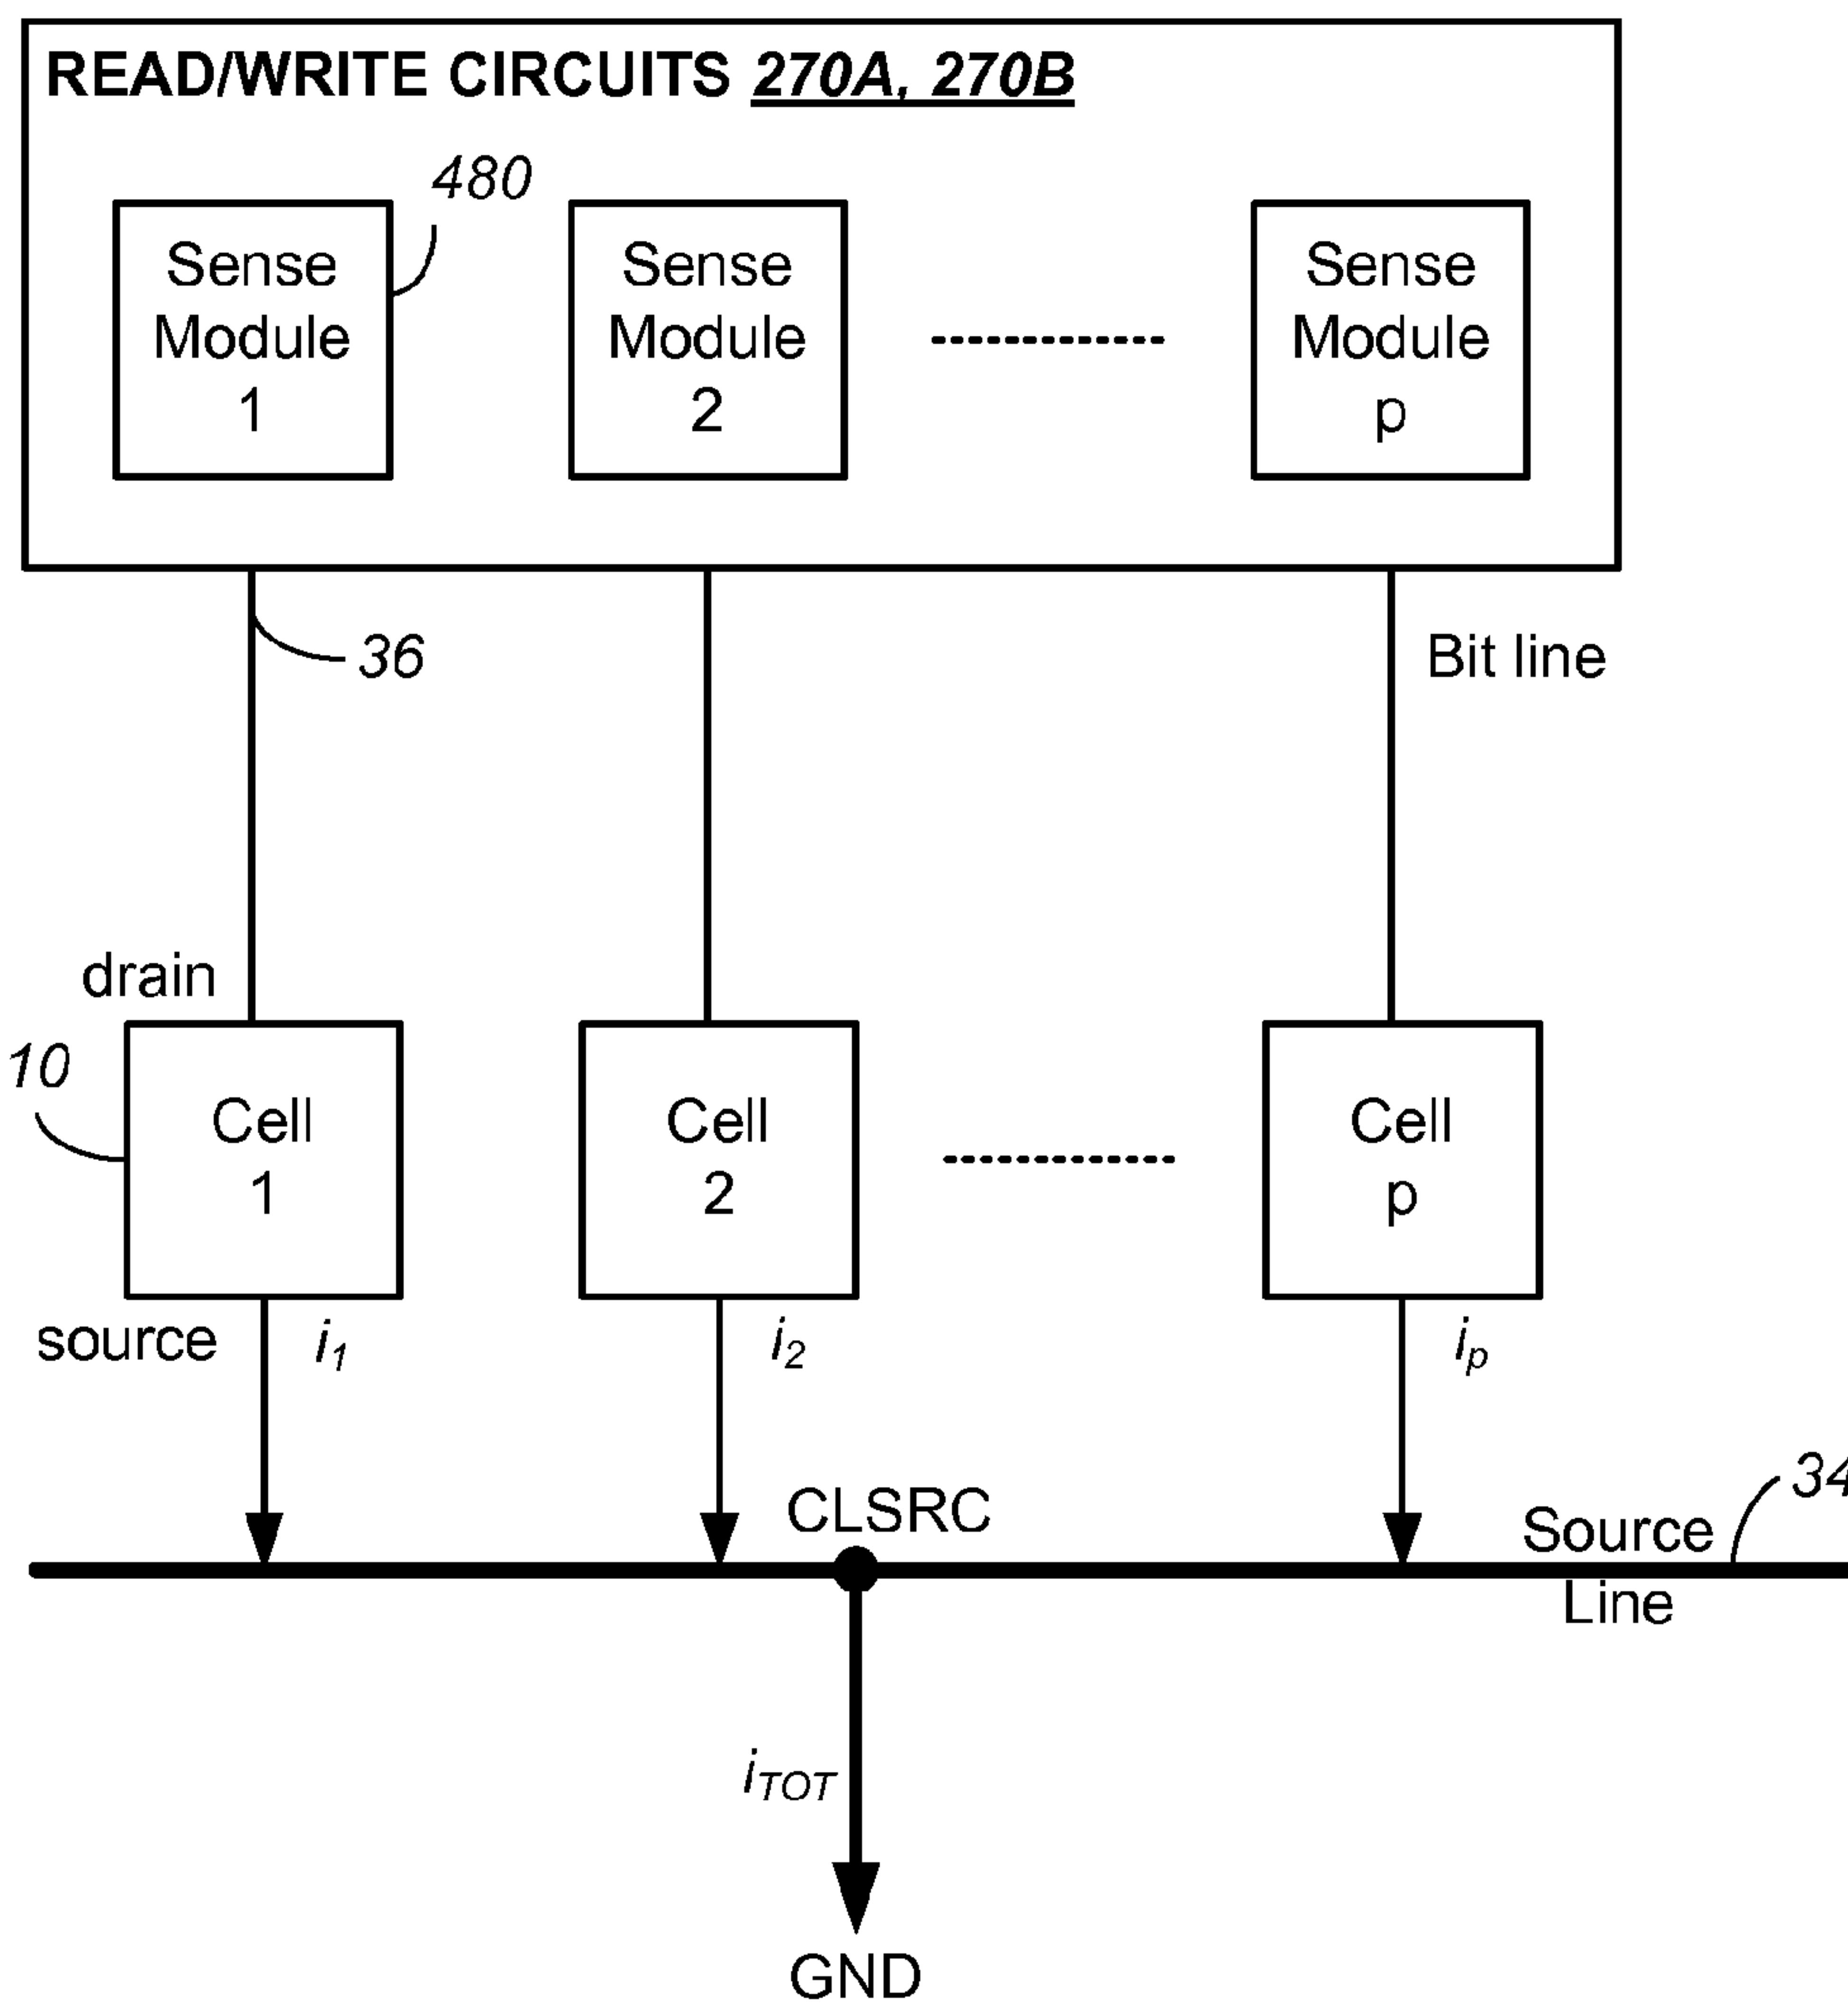 READ/WRITE CIRCUITS 270A, 270B
480
Sense
Module
1
Sense
Module
2
Sense
Module
p
36
Bit line
drain
10
Cell
1
Cell
2
Cell
p
source
i1
i2
ip
CLSRC
34
Source
Line
iTOT
GND